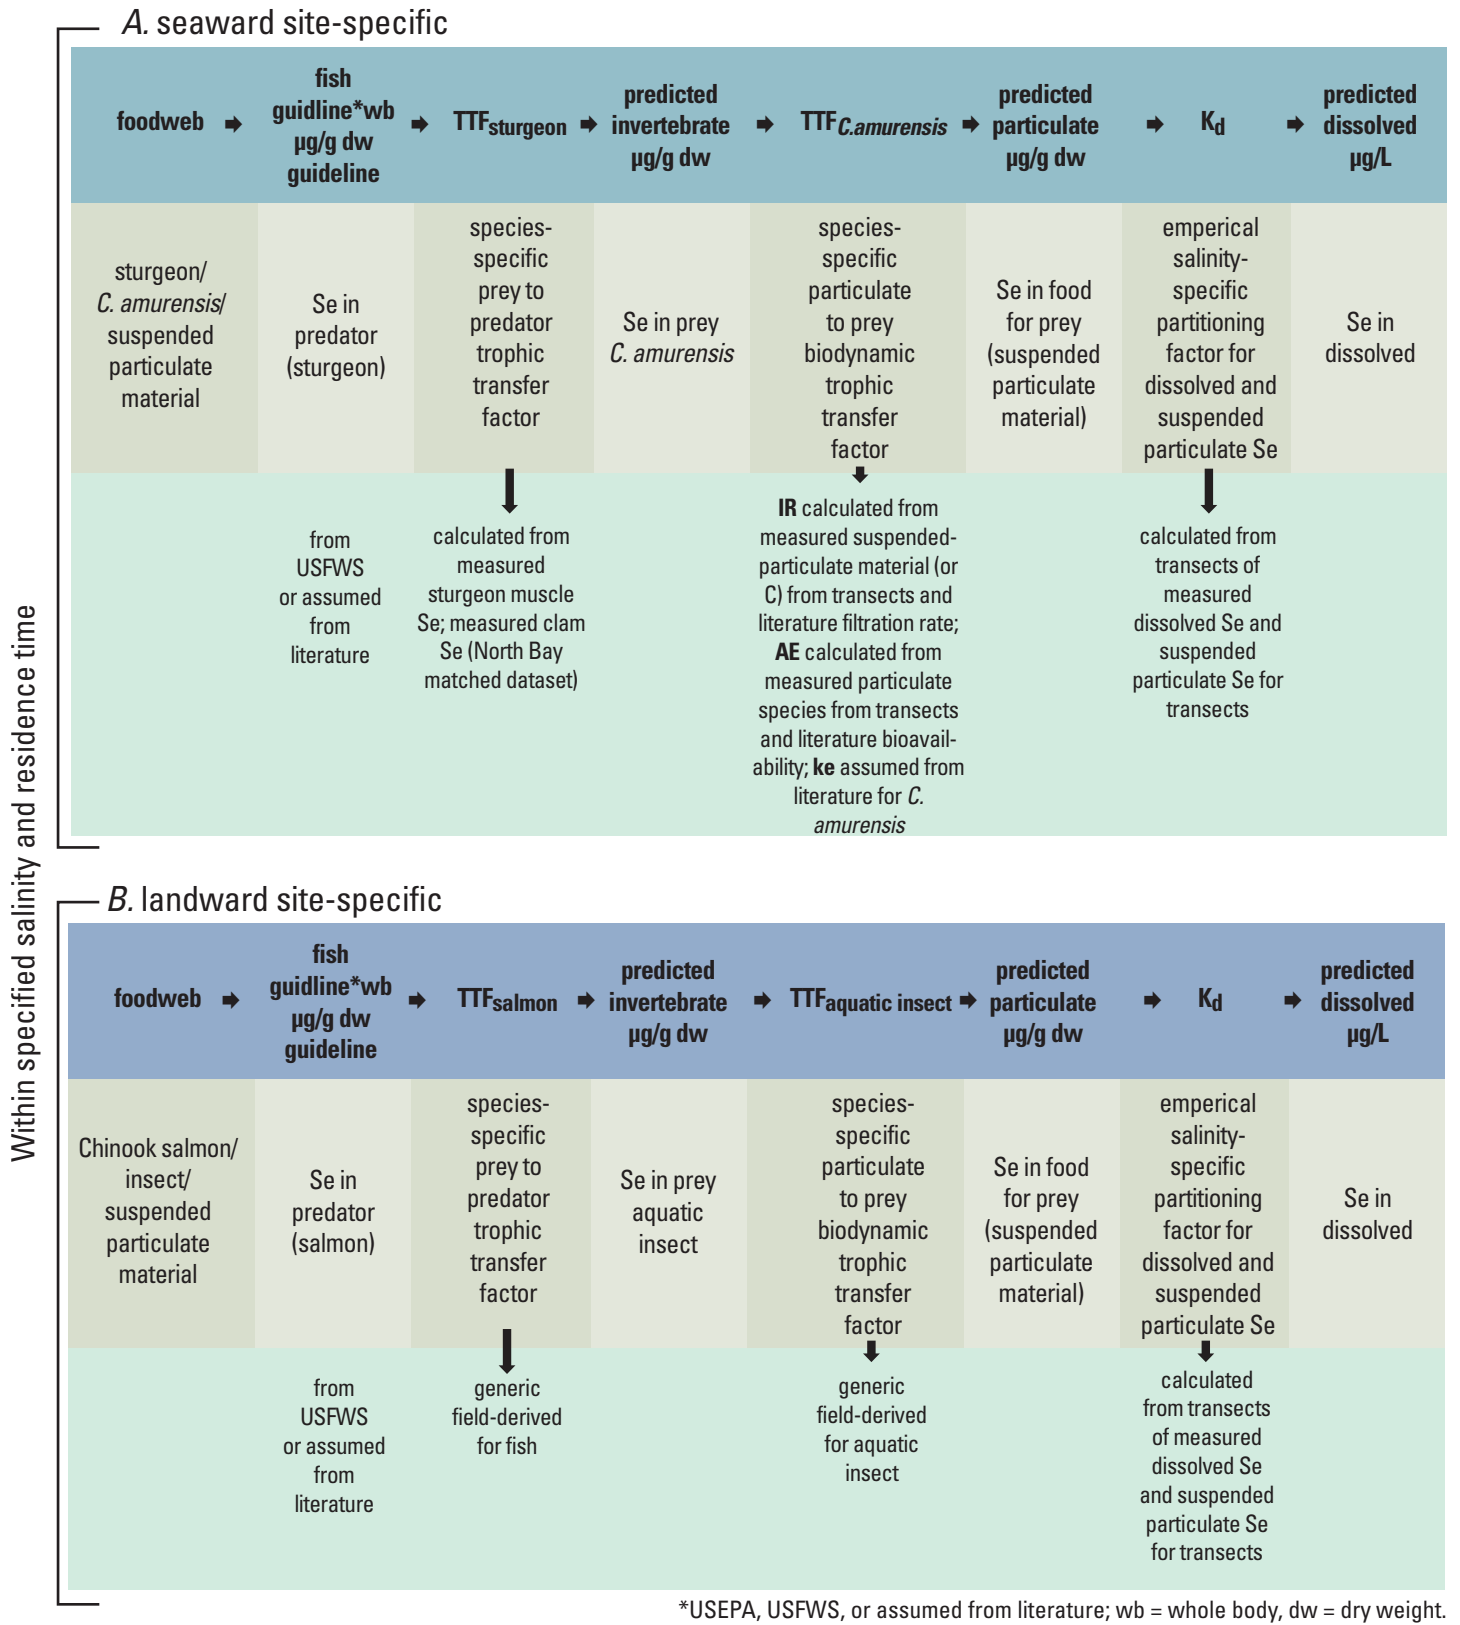 A. seaward site-specific
foodweb
fish
guidline*wb
µg/g dw
guideline
TTFsturgeon
predicted
invertebrate
µg/g dw
TTFC.amurensis
predicted
particulate
µg/g dw
Kd
predicted
dissolved
µg/L
sturgeon/
C. amurensis/
suspended
particulate
material
Se in
predator
(sturgeon)
species-
specific
prey to
predator
trophic
transfer
factor
Se in prey
C. amurensis
species-
specific
particulate
to prey
biodynamic
trophic
transfer
factor
Se in food
for prey
(suspended
particulate
material)
emperical
salinity-
specific
partitioning
factor for
dissolved and
suspended
particulate Se
Se in
dissolved
from
USFWS
or assumed
from
literature
calculated from
measured
sturgeon muscle
Se; measured clam
Se (North Bay
matched dataset)
IR calculated from
measured suspended-
particulate material (or
C) from transects and
literature filtration rate;
AE calculated from
measured particulate
species from transects
and literature bioavail-
ability; ke assumed from
literature for C.
amurensis
calculated from
transects of
measured
dissolved Se and
suspended
particulate Se for
transects
Within specified salinity and residence time
B. landward site-specific
foodweb
fish
guidline*wb
µg/g dw
guideline
TTFsalmon
predicted
invertebrate
µg/g dw
TTFaquatic insect
predicted
particulate
µg/g dw
Kd
predicted
dissolved
µg/L
Chinook salmon/
insect/
suspended
particulate
material
Se in
predator
(salmon)
species-
specific
prey to
predator
trophic
transfer
factor
Se in prey
aquatic
insect
species-
specific
particulate
to prey
biodynamic
trophic
transfer
factor
Se in food
for prey
(suspended
particulate
material)
emperical
salinity-
specific
partitioning
factor for
dissolved and
suspended
particulate Se
Se in
dissolved
from
USFWS
or assumed
from
literature
generic
field-derived
for fish
generic
field-derived
for aquatic
insect
calculated
from transects
of measured
dissolved Se
and suspended
particulate Se
for transects
*USEPA, USFWS, or assumed from literature; wb = whole body, dw = dry weight.